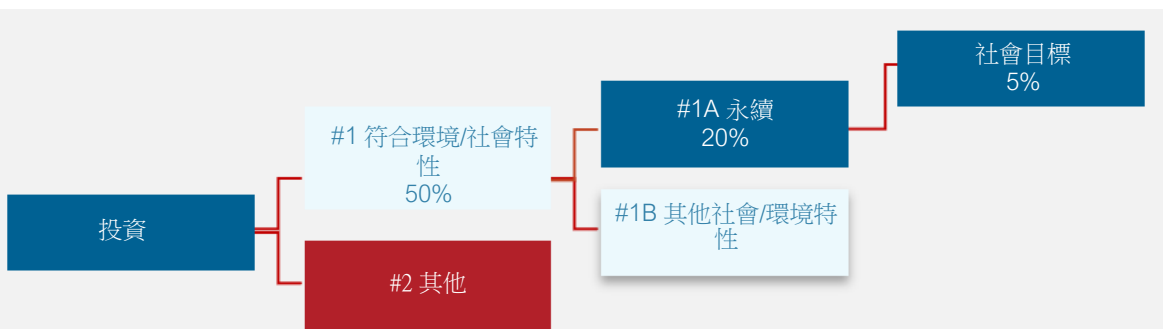 投資
#1 符合環境/社會特
性
50%
#2 其他
#1A 永續
20%
#1B 其他社會/環境特
性
社會目標
5%